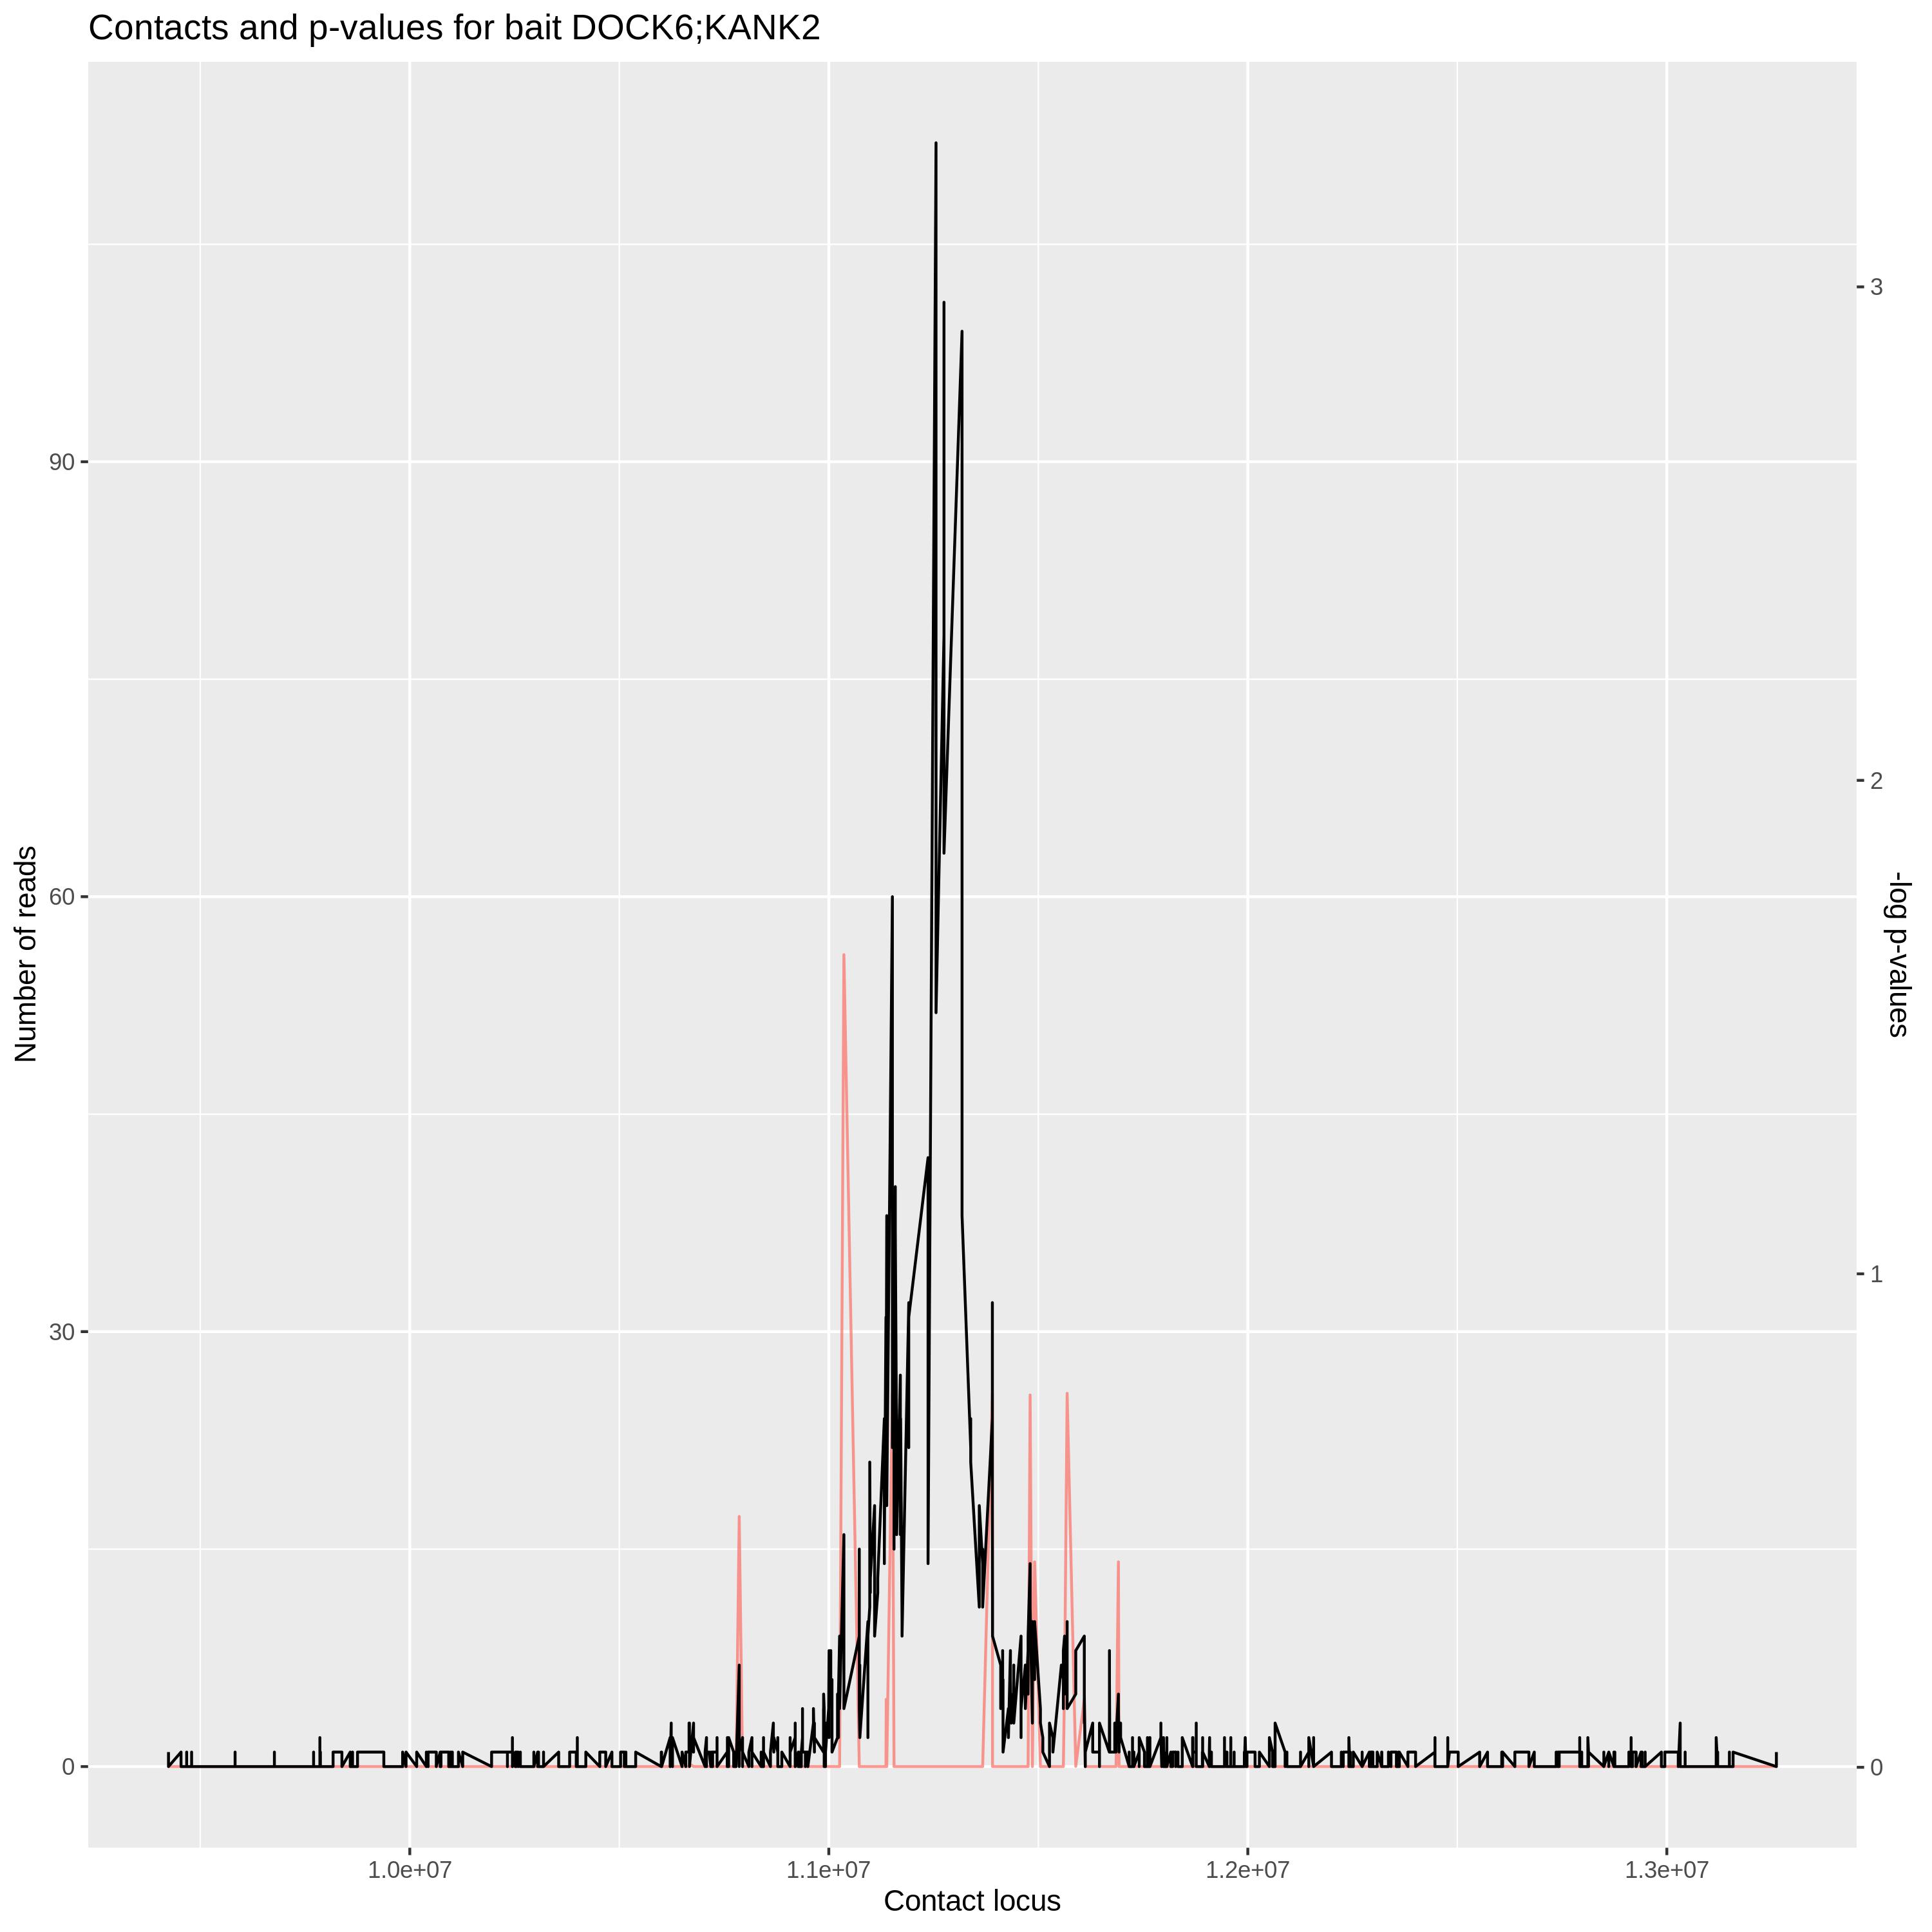 Contacts and p-values for bait DOCK6;KANK2
Number of reads
90
60
30
0
3
2
1
0
-log p-values
1.0e+07
1.1e+07
1.2e+07
1.3e+07
Contact locus